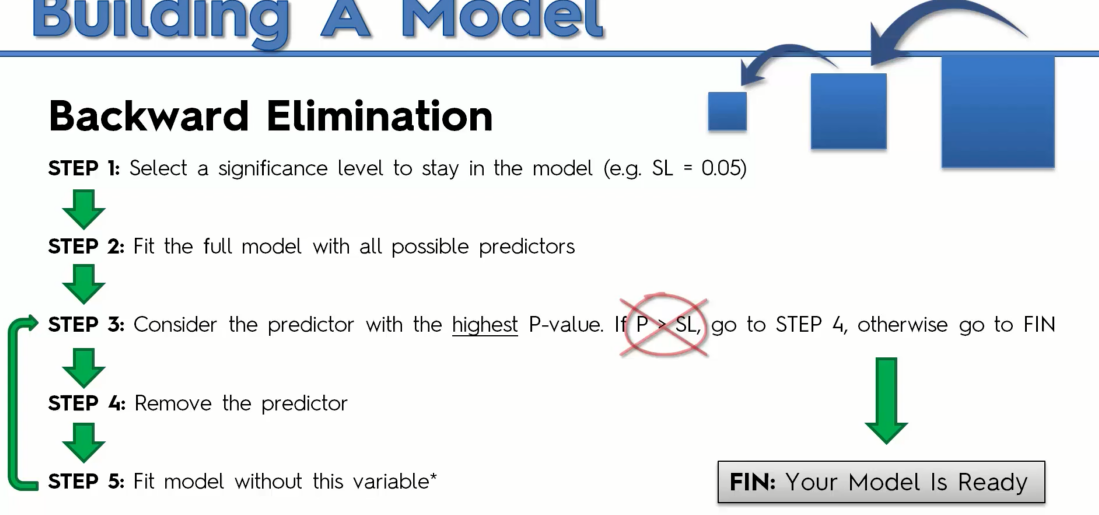 Building A Model
Backward Elimination
STEP 1: Select a significance level to stay in the model (e.g. SL = 0.05)
STEP 2: Fit the full model with all possible predictors
STEP 3: Consider the predictor with the highest P-value. If P > SL, go to STEP 4, otherwise go to FIN
STEP 4: Remove the predictor
STEP 5: Fit model without this variable*
FIN: Your Model Is Ready